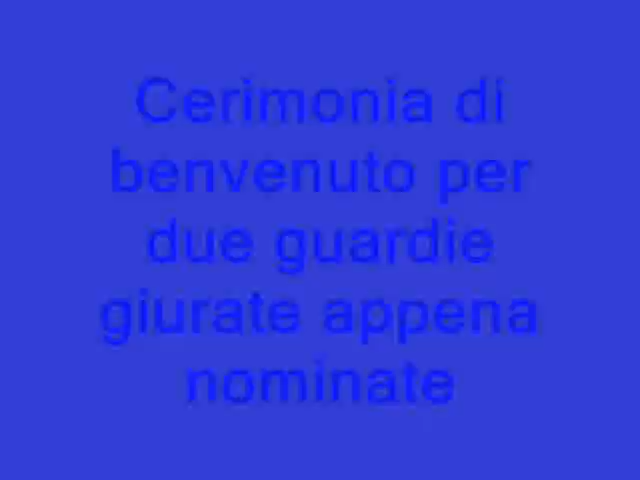 Cerimonia di
benvenuto per
due guardie
giurate appena
nominate